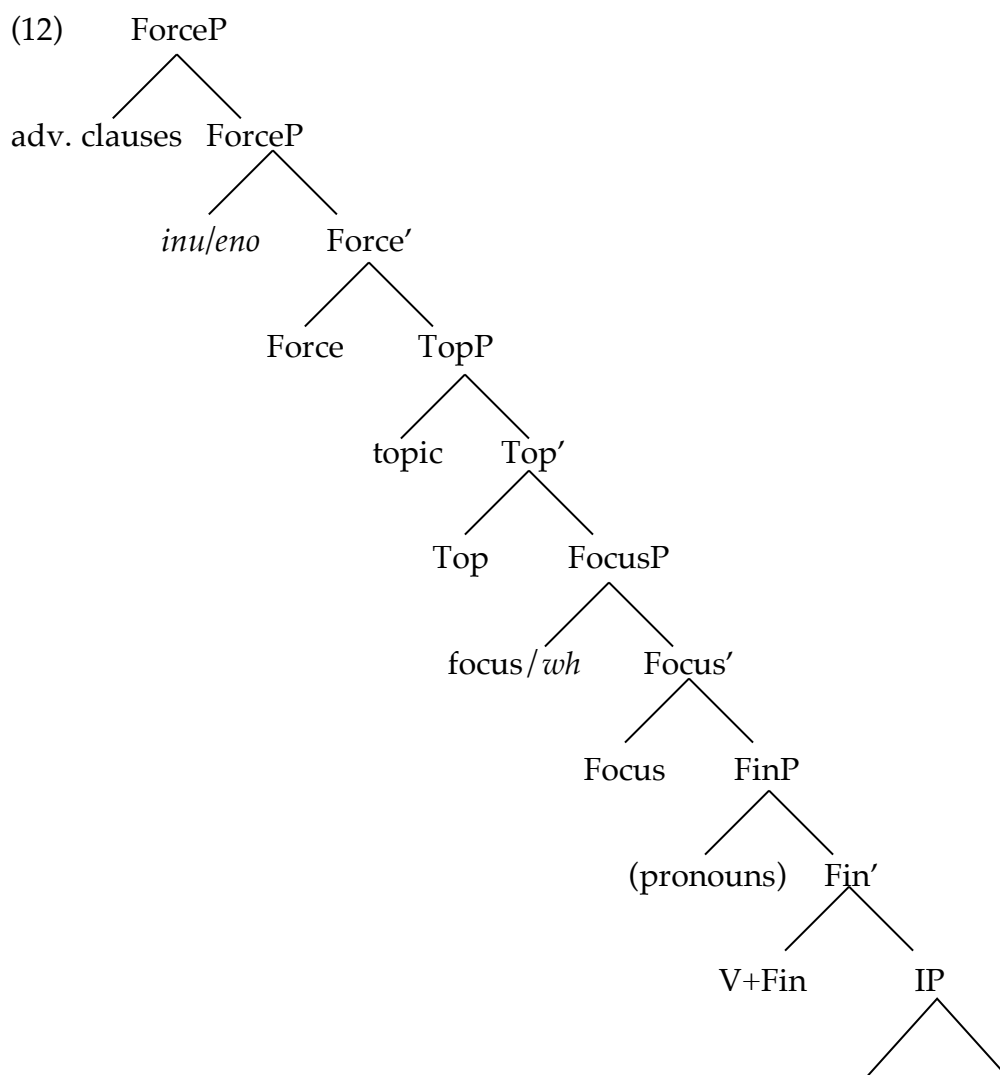 (12) ForceP
adv. clauses ForceP
inu/eno Force’
Force TopP
topic Top’
Top FocusP
focus/wh Focus’
Focus FinP
(pronouns) Fin’
V+Fin IP